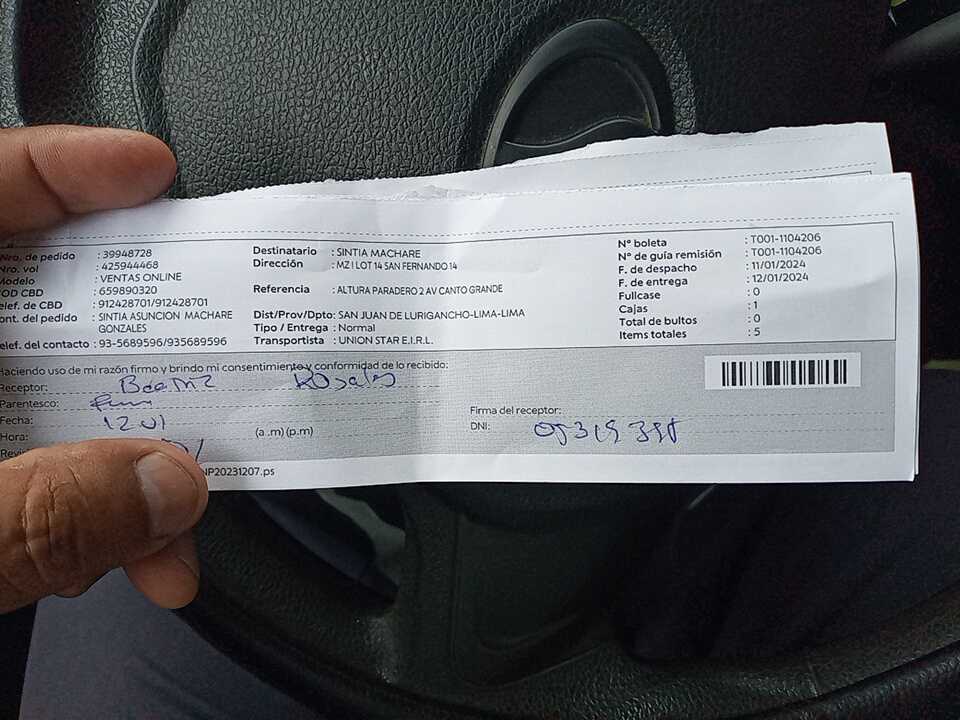 Nro. de pedido : 39948728
Nro. vol : 425944468
Modelo : VENTAS ONLINE
COD CBD : 659890320
Telef. de CBD : 912428701/912428701
ont. del pedido : SINTIA ASUNCION MACHARE
GONZALES
elef. del contacto : 93-5689596/935689596
Destinatario : SINTIA MACHARE
Dirección : MZ I LOT 14 SAN FERNANDO 14
Referencia : ALTURA PARADERO 2 AV CANTO GRANDE
Dist/Prov/Dpto: SAN JUAN DE LURIGANCHO-LIMA-LIMA
Tipo / Entrega : Normal
Transportista : UNION STAR E.I.R.L.
N° boleta : T001-1104206
N° de guía remisión : T001-1104206
F. de despacho : 11/01/2024
F. de entrega : 12/01/2024
Fullcase : 0
Cajas : 1
Total de bultos : 0
Items totales : 5
Haciendo uso de mi razón firmo y brindo mi consentimiento y conformidad de lo recibido:
Receptor: Rosales
Parentesco:
Fecha: 12 01
Hora: (a .m) (p.m)
Revi
NP20231207.ps
Firma del receptor:
DNI: